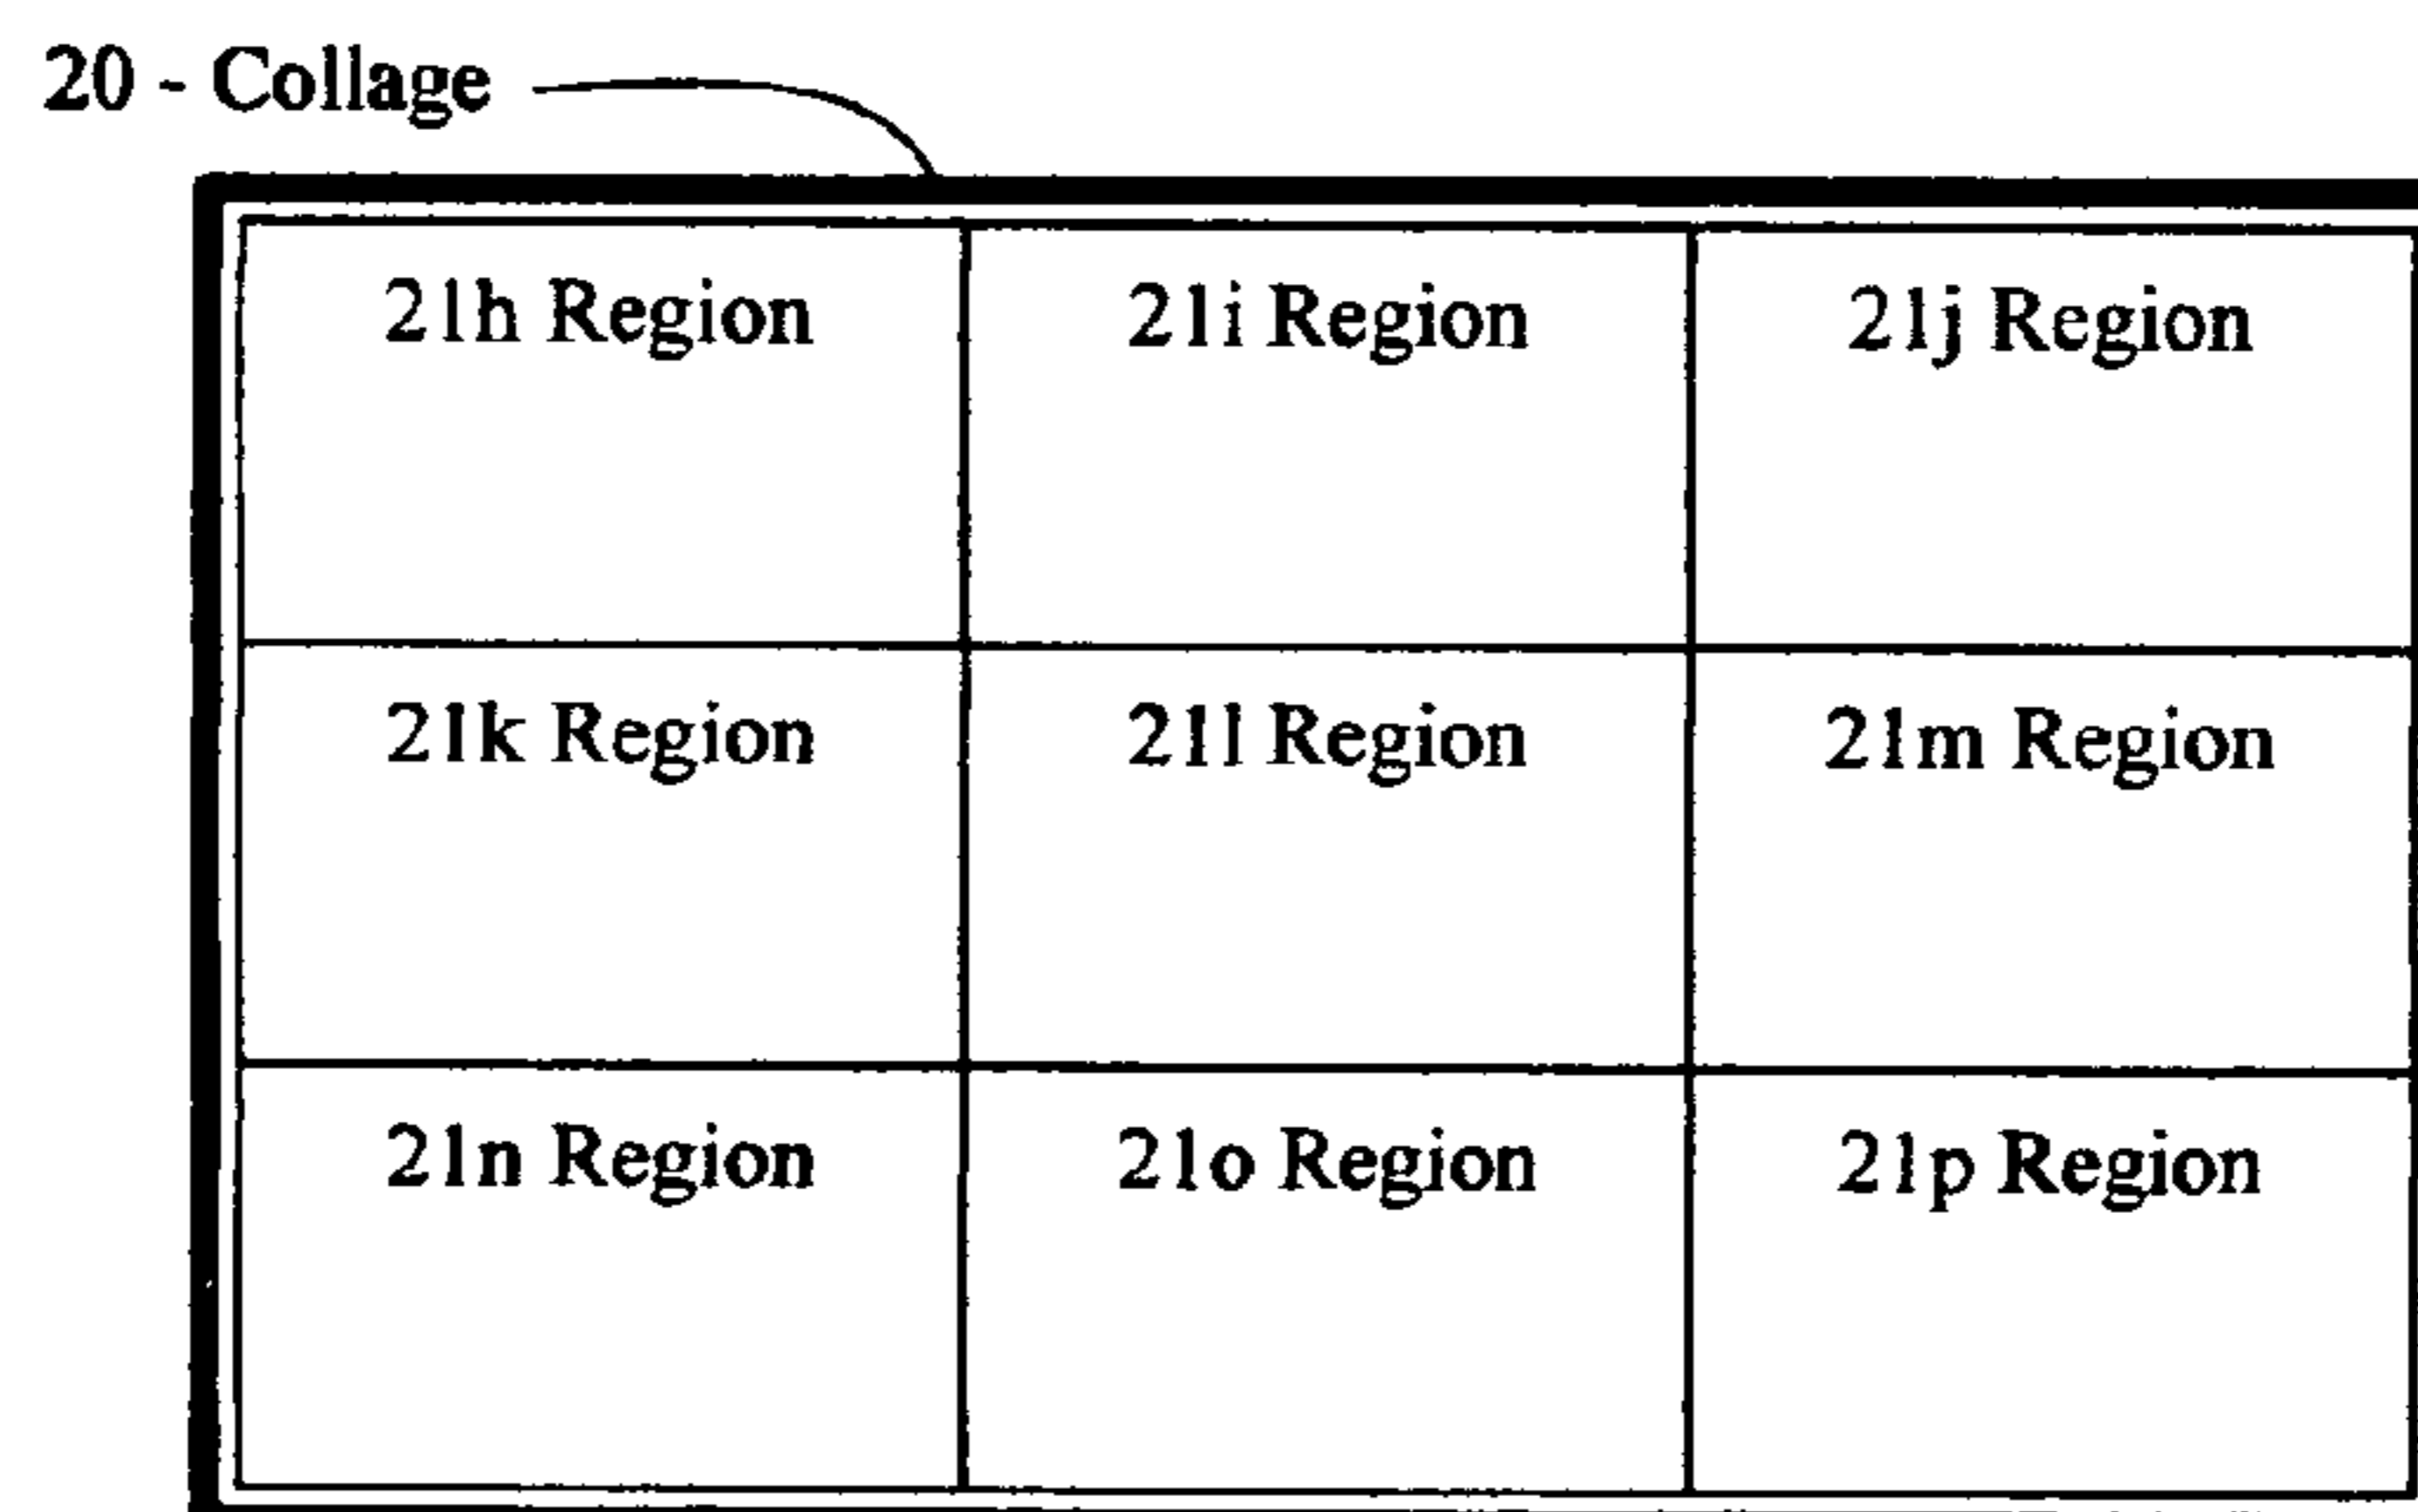 20 - Collage
21h Region 21i Region 21j Region
21k Region 21l Region 21m Region
21n Region 21o Region 21p Region